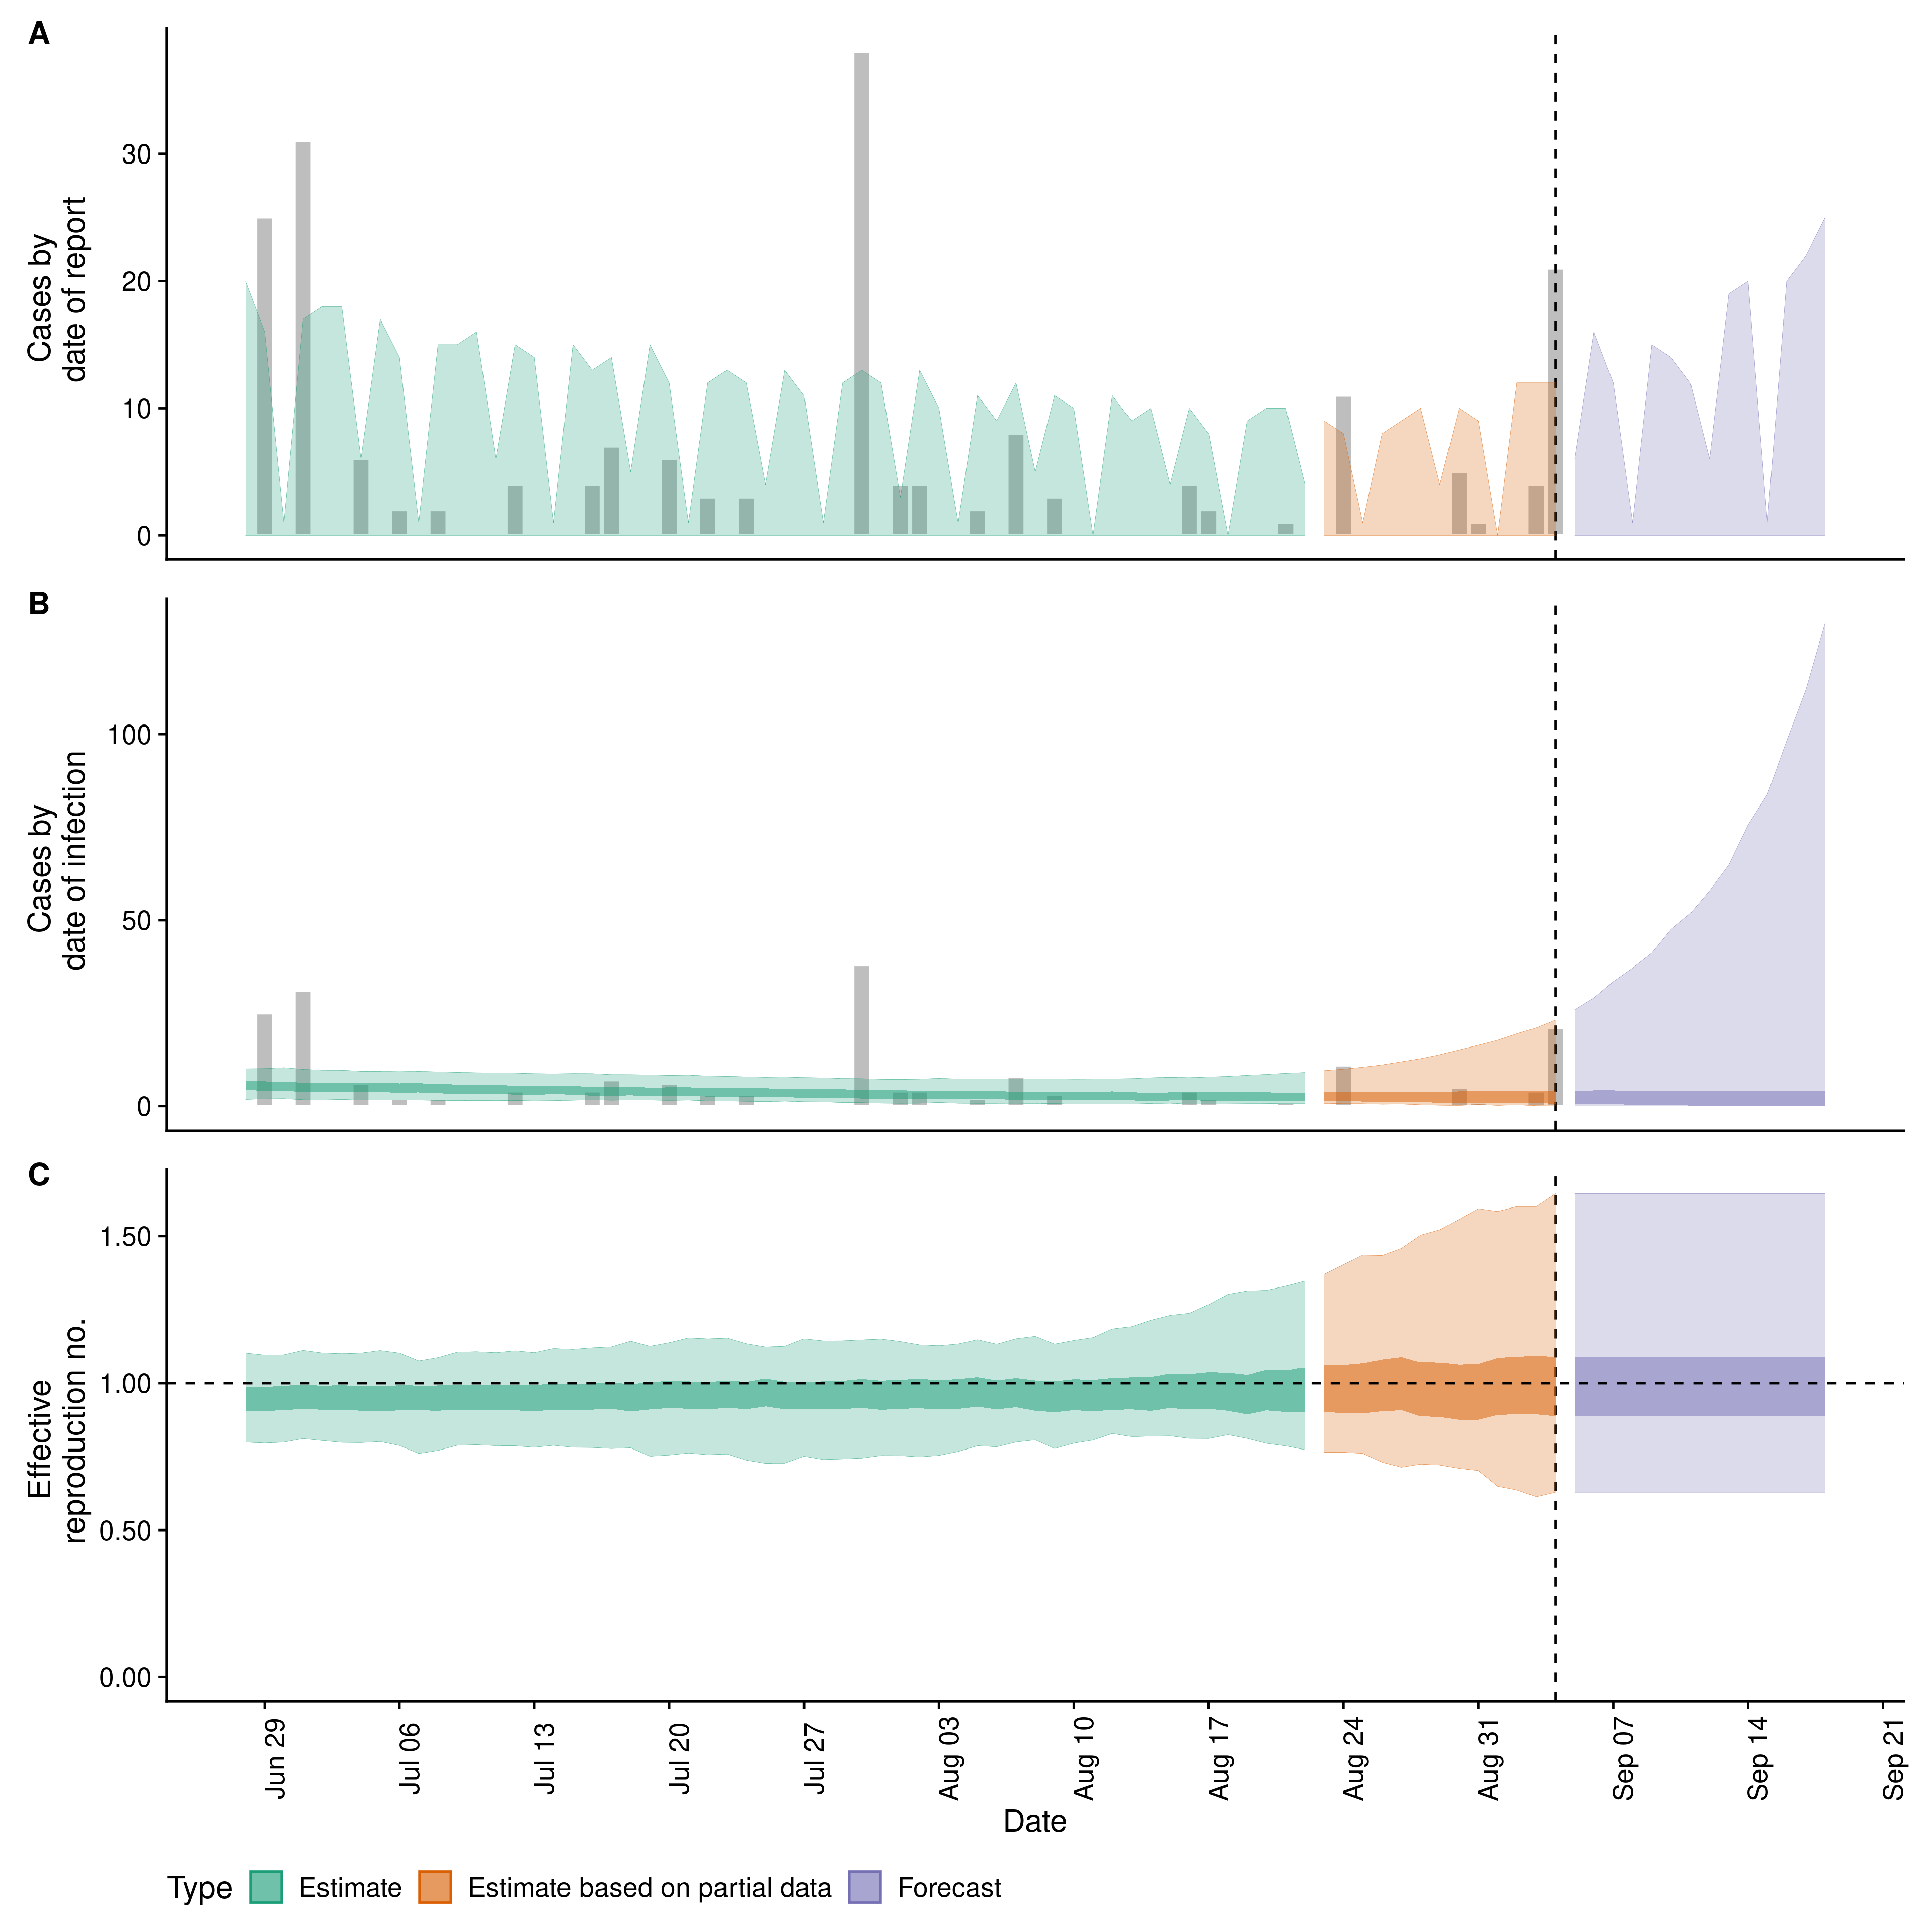 A
Cases by
date of report
30
20
10
0
B
Cases by
date of infection
100
50
0
C
Effective
reproduction no.
1.50
1.00
0.50
0.00
Jun 29
Jul 06
Jul 13
Jul 20
Jul 27
Aug 03
Aug 10
Aug 17
Aug 24
Aug 31
Sep 07
Sep 14
Sep 21
Date
Type Estimate Estimate based on partial data Forecast